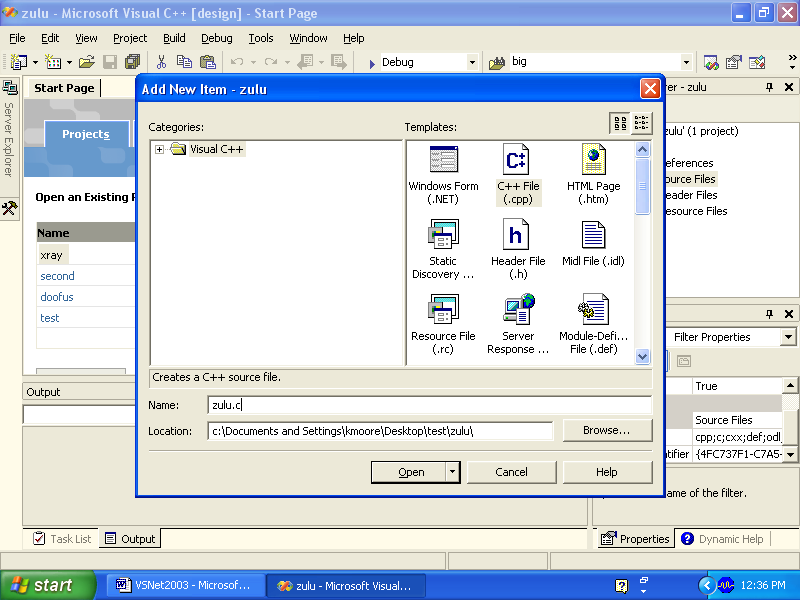 zulu - Microsoft Visual C++ [design] - Start Page
File Edit View Project Build Debug Tools Window Help
Debug big
Server Explorer
Start Page
Projects
Open an Existing
Name
xray
second
doofus
test
Output
Add New Item - zulu
Categories:
Visual C++
Templates:
Windows Form (.NET)
C++ File (.cpp)
HTML Page (.htm)
Static Discovery ...
Header File (.h)
Midl File (.idl)
Resource File (.rc)
Server Response ...
Module-Defi... File (.def)
Creates a C++ source file.
Name: zulu.c
Location: c:\Documents and Settings\kmoore\Desktop\test\zulu\
Browse...
Open Cancel Help
er - zulu
zulu' (1 project)
eferences
ource Files
eader Files
esource Files
Filter Properties
True
Source Files
cpp;c;cxx;def;odl
ntifier {4FC737F1-C7A5-
ame of the filter.
Task List Output
Properties Dynamic Help
start VSNet2003 - Microsof... zulu - Microsoft Visual... 12:36 PM